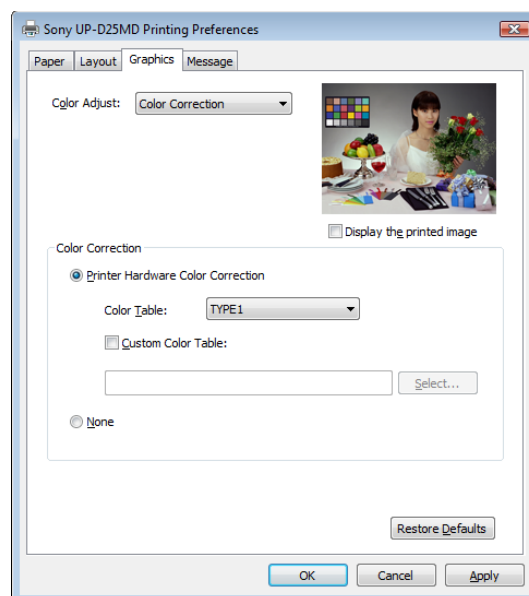 Sony UP-D25MD Printing Preferences
Paper Layout Graphics Message
Color Adjust: Color Correction
Display the printed image
Color Correction
Printer Hardware Color Correction
Color Table: TYPE1
Custom Color Table:
Select...
None
Restore Defaults
OK Cancel Apply